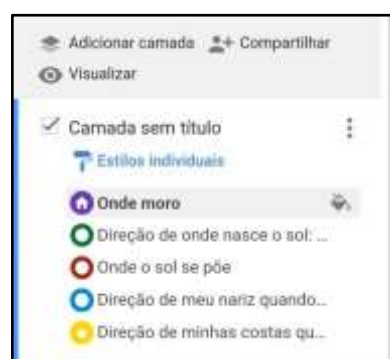 Adicionar camada Compartilhar
Visualizar
Camada sem título
Estilos individuais
Onde moro
Direção de onde nasce o sol: ...
Onde o sol se põe
Direção de meu nariz quando...
Direção de minhas costas qu...